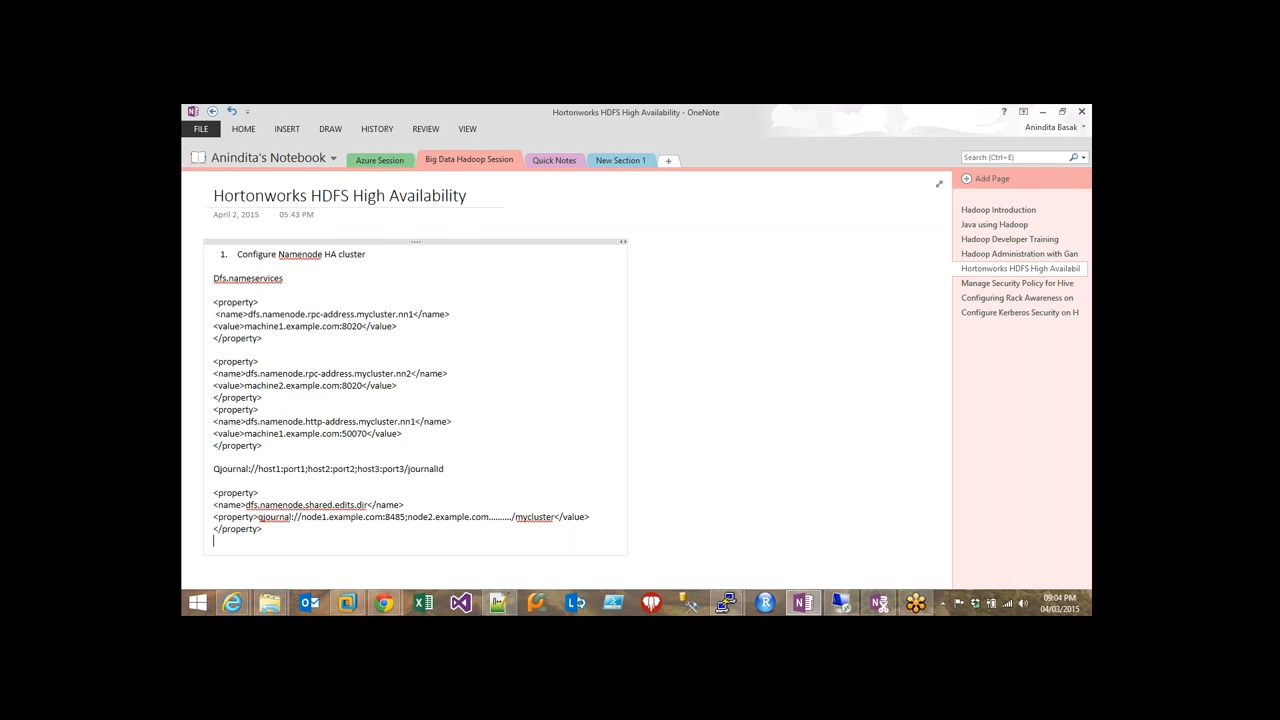 Hortonworks HDFS High Availability - OneNote
Anindita Basak
FILE HOME INSERT DRAW HISTORY REVIEW VIEW
Anindita's Notebook
Azure Session
Big Data Hadoop Session
Quick Notes
New Section 1
Search (Ctrl+E)
Hortonworks HDFS High Availability
April 2, 2015 05:43 PM
1. Configure Namenode HA cluster
Dfs.nameservices
<property>
<name>dfs.namenode.rpc-address.mycluster.nn1</name>
<value>machine1.example.com:8020</value>
</property>
<property>
<name>dfs.namenode.rpc-address.mycluster.nn2</name>
<value>machine2.example.com:8020</value>
</property>
<property>
<name>dfs.namenode.http-address.mycluster.nn1</name>
<value>machine1.example.com:50070</value>
</property>
Qjournal://host1:port1;host2:port2;host3:port3/journalId
<property>
<name>dfs.namenode.shared.edits.dir</name>
<property>qjournal://node1.example.com:8485;node2.example.com........../mycluster</value>
</property>
Add Page
Hadoop Introduction
Java using Hadoop
Hadoop Developer Training
Hadoop Administration with Gan
Hortonworks HDFS High Availabil
Manage Security Policy for Hive
Configuring Rack Awareness on
Configure Kerberos Security on H
09:04 PM
04/03/2015